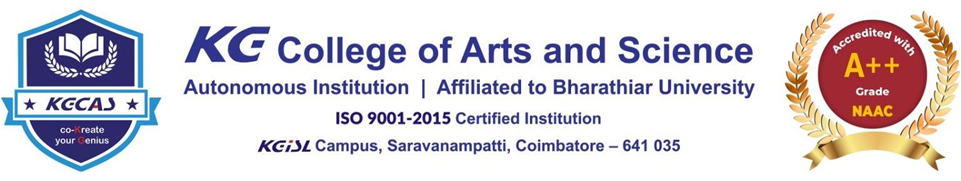 KGCAS
co-Kreate
your Genius
KG College of Arts and Science
Autonomous Institution | Affiliated to Bharathiar University
ISO 9001-2015 Certified Institution
KGiSL Campus, Saravanampatti, Coimbatore – 641 035
Accredited with
A++
Grade
NAAC